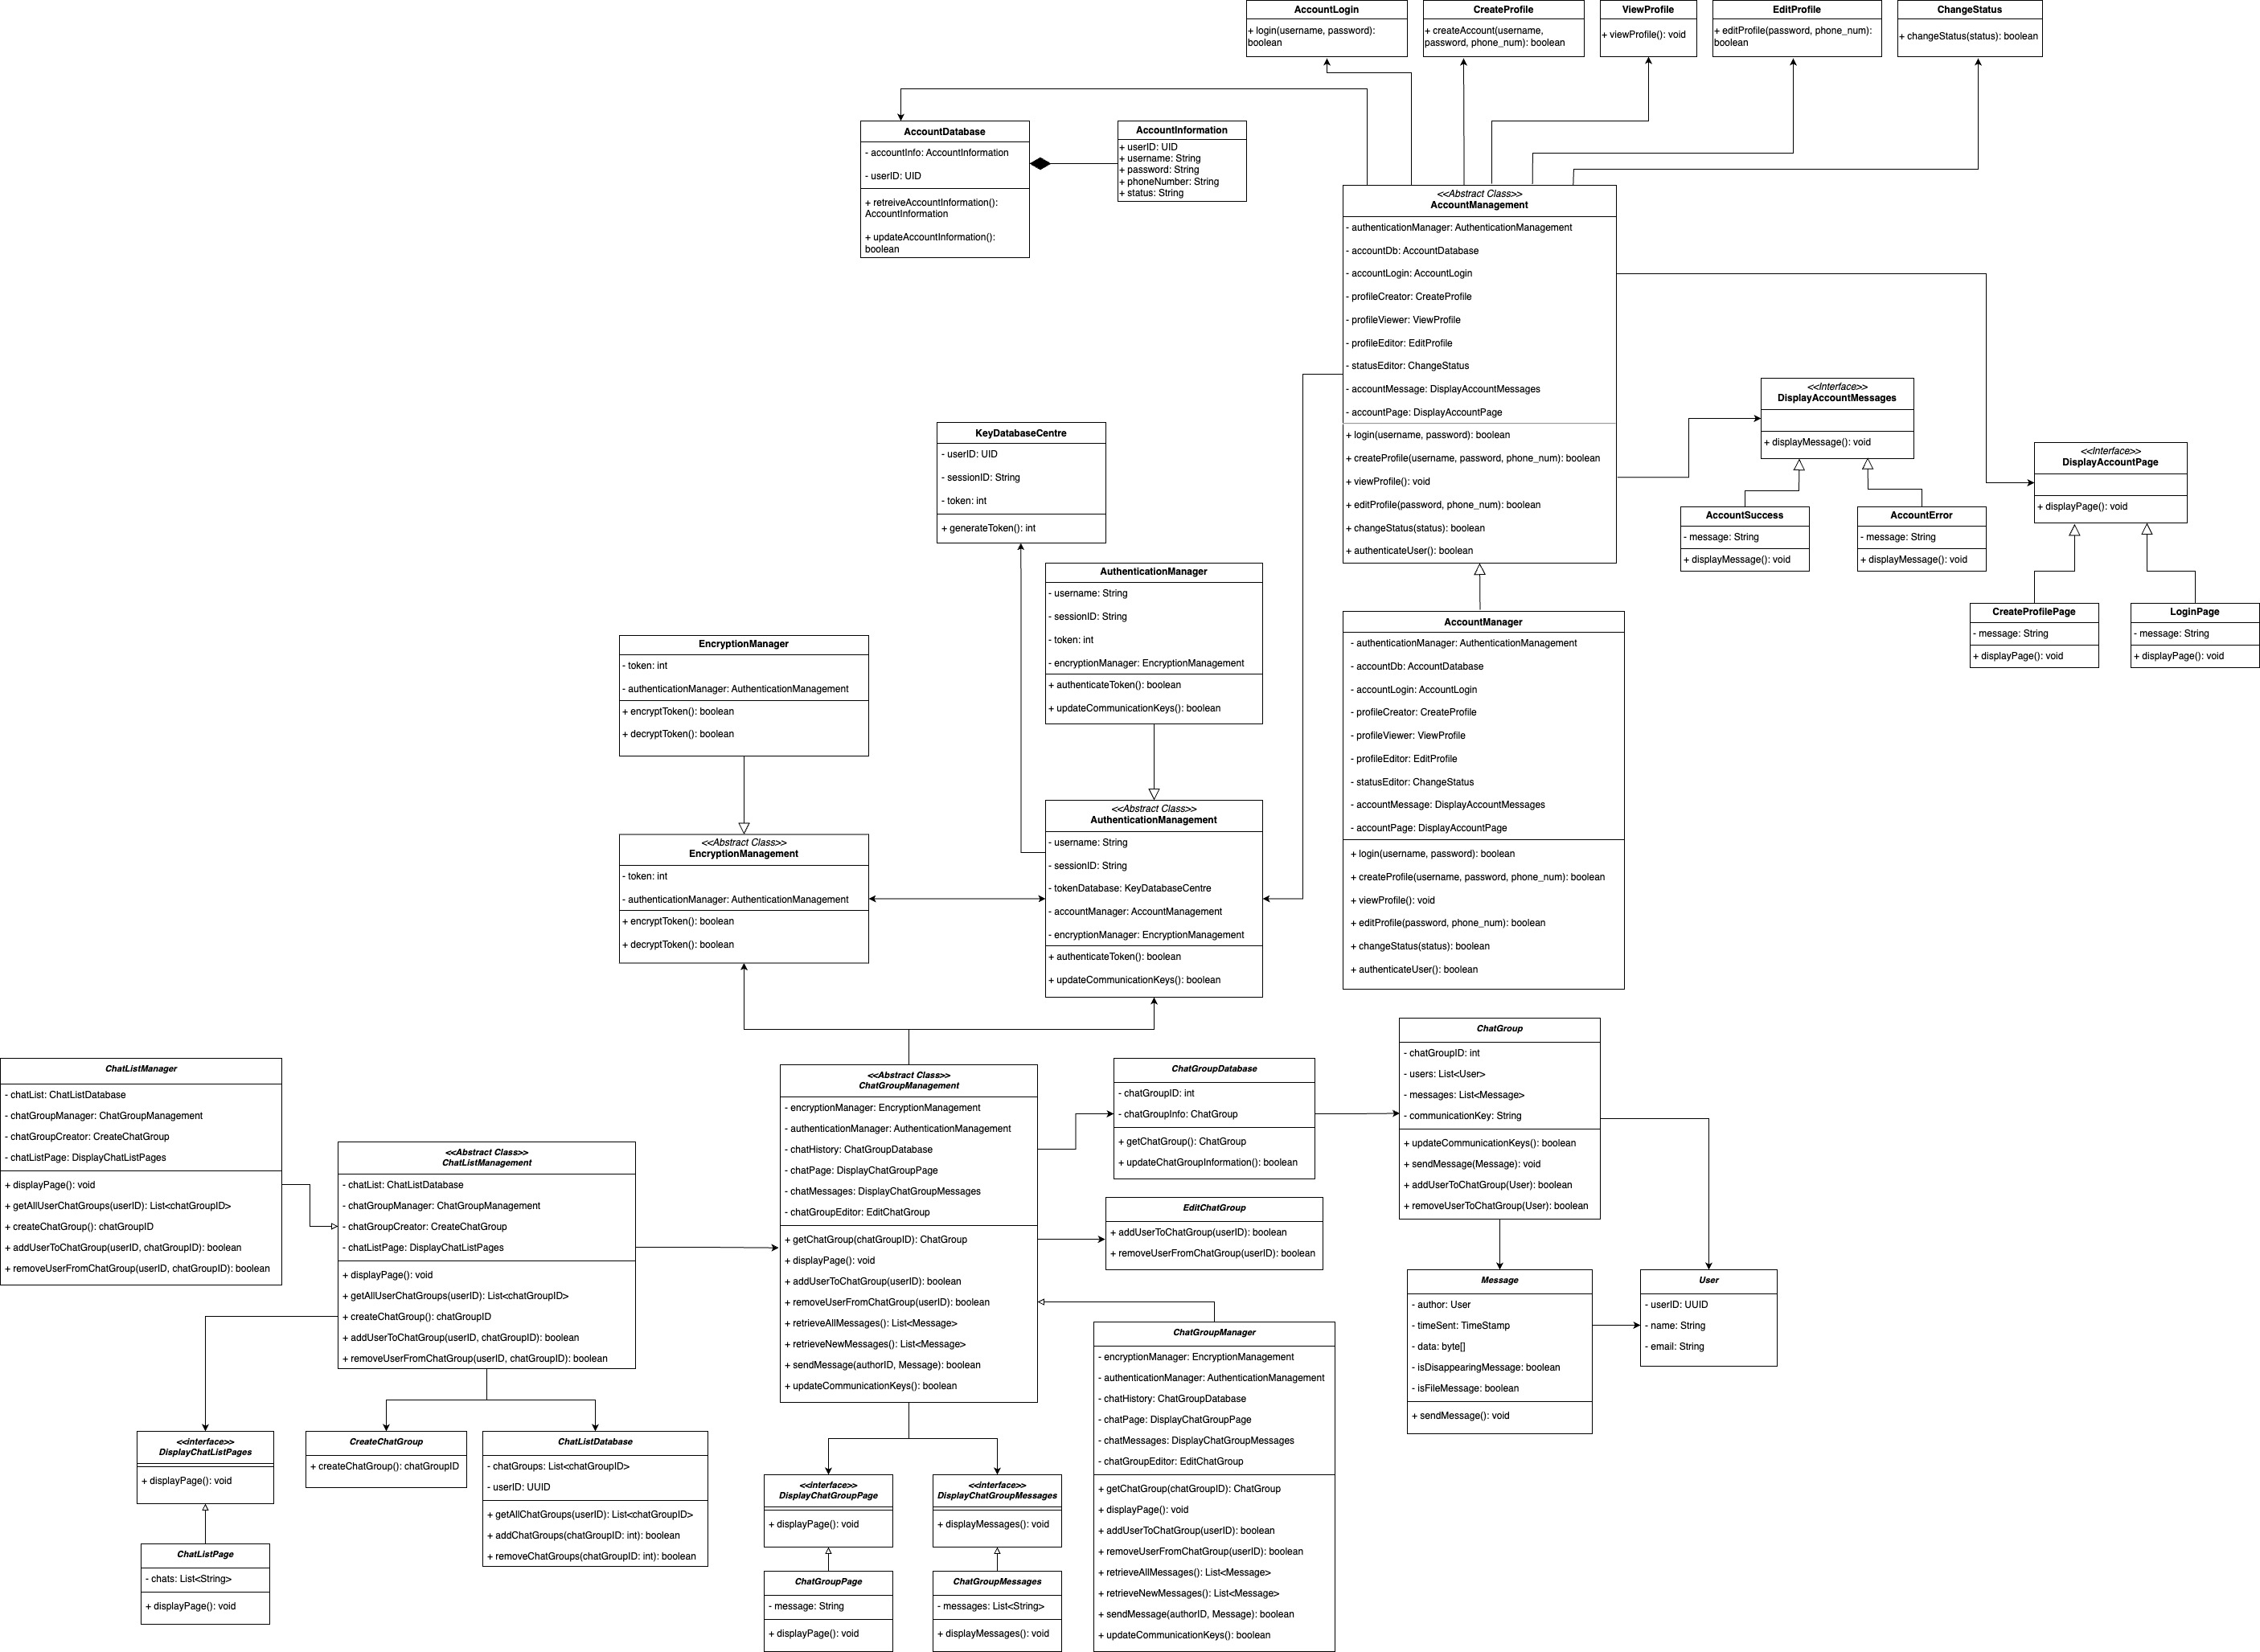 AccountLogin
+ login(username, password):
boolean
CreateProfile
+ createAccount(username,
password, phone_num): boolean
ViewProfile
+ viewProfile(): void
EditProfile
+ editProfile(password, phone_num):
boolean
ChangeStatus
+ changeStatus(status): boolean
AccountDatabase
- accountInfo: AccountInformation
- userID: UID
+ retreiveAccountInformation():
AccountInformation
+ updateAccountInformation():
boolean
AccountInformation
+ userID: UID
+ username: String
+ password: String
+ phoneNumber: String
+ status: String
<<Abstract Class>>
AccountManagement
- authenticationManager: AuthenticationManagement
- accountDb: AccountDatabase
- accountLogin: AccountLogin
- profileCreator: CreateProfile
- profileViewer: ViewProfile
- profileEditor: EditProfile
- statusEditor: ChangeStatus
- accountMessage: DisplayAccountMessages
- accountPage: DisplayAccountPage
+ login(username, password): boolean
+ createProfile(username, password, phone_num): boolean
+ viewProfile(): void
+ editProfile(password, phone_num): boolean
+ changeStatus(status): boolean
+ authenticateUser(): boolean
<<Interface>>
DisplayAccountMessages
+ displayMessage(): void
<<Interface>>
DisplayAccountPage
+ displayPage(): void
AccountSuccess
- message: String
+ displayMessage(): void
AccountError
- message: String
+ displayMessage(): void
CreateProfilePage
- message: String
+ displayPage(): void
LoginPage
- message: String
+ displayPage(): void
KeyDatabaseCentre
- userID: UID
- sessionID: String
- token: int
+ generateToken(): int
AuthenticationManager
- username: String
- sessionID: String
- token: int
- encryptionManager: EncryptionManagement
+ authenticateToken(): boolean
+ updateCommunicationKeys(): boolean
EncryptionManager
- token: int
- authenticationManager: AuthenticationManagement
+ encryptToken(): boolean
+ decryptToken(): boolean
AccountManager
- authenticationManager: AuthenticationManagement
- accountDb: AccountDatabase
- accountLogin: AccountLogin
- profileCreator: CreateProfile
- profileViewer: ViewProfile
- profileEditor: EditProfile
- statusEditor: ChangeStatus
- accountMessage: DisplayAccountMessages
- accountPage: DisplayAccountPage
+ login(username, password): boolean
+ createProfile(username, password, phone_num): boolean
+ viewProfile(): void
+ editProfile(password, phone_num): boolean
+ changeStatus(status): boolean
+ authenticateUser(): boolean
<<Abstract Class>>
EncryptionManagement
- token: int
- authenticationManager: AuthenticationManagement
+ encryptToken(): boolean
+ decryptToken(): boolean
<<Abstract Class>>
AuthenticationManagement
- username: String
- sessionID: String
- tokenDatabase: KeyDatabaseCentre
- accountManager: AccountManagement
- encryptionManager: EncryptionManagement
+ authenticateToken(): boolean
+ updateCommunicationKeys(): boolean
ChatListManager
- chatList: ChatListDatabase
- chatGroupManager: ChatGroupManagement
- chatGroupCreator: CreateChatGroup
- chatListPage: DisplayChatListPages
+ displayPage(): void
+ getAllUserChatGroups(userID): List<chatGroupID>
+ createChatGroup(): chatGroupID
+ addUserToChatGroup(userID, chatGroupID): boolean
+ removeUserFromChatGroup(userID, chatGroupID): boolean
<<Abstract Class>>
ChatListManagement
- chatList: ChatListDatabase
- chatGroupManager: ChatGroupManagement
- chatGroupCreator: CreateChatGroup
- chatListPage: DisplayChatListPages
+ displayPage(): void
+ getAllUserChatGroups(userID): List<chatGroupID>
+ createChatGroup(): chatGroupID
+ addUserToChatGroup(userID, chatGroupID): boolean
+ removeUserFromChatGroup(userID, chatGroupID): boolean
<<Abstract Class>>
ChatGroupManagement
- encryptionManager: EncryptionManagement
- authenticationManager: AuthenticationManagement
- chatHistory: ChatGroupDatabase
- chatPage: DisplayChatGroupPage
- chatMessages: DisplayChatGroupMessages
- chatGroupEditor: EditChatGroup
+ getChatGroup(chatGroupID): ChatGroup
+ displayPage(): void
+ addUserToChatGroup(userID): boolean
+ removeUserFromChatGroup(userID): boolean
+ retrieveAllMessages(): List<Message>
+ retrieveNewMessages(): List<Message>
+ sendMessage(authorID, Message): boolean
+ updateCommunicationKeys(): boolean
ChatGroupDatabase
- chatGroupID: int
- chatGroupInfo: ChatGroup
+ getChatGroup(): ChatGroup
+ updateChatGroupInformation(): boolean
EditChatGroup
+ addUserToChatGroup(userID): boolean
+ removeUserFromChatGroup(userID): boolean
ChatGroup
- chatGroupID: int
- users: List<User>
- messages: List<Message>
- communicationKey: String
+ updateCommunicationKeys(): boolean
+ sendMessage(Message): void
+ addUserToChatGroup(User): boolean
+ removeUserToChatGroup(User): boolean
Message
- author: User
- timeSent: TimeStamp
- data: byte[]
- isDisappearingMessage: boolean
- isFileMessage: boolean
+ sendMessage(): void
User
- userID: UUID
- name: String
- email: String
ChatGroupManager
- encryptionManager: EncryptionManagement
- authenticationManager: AuthenticationManagement
- chatHistory: ChatGroupDatabase
- chatPage: DisplayChatGroupPage
- chatMessages: DisplayChatGroupMessages
- chatGroupEditor: EditChatGroup
+ getChatGroup(chatGroupID): ChatGroup
+ displayPage(): void
+ addUserToChatGroup(userID): boolean
+ removeUserFromChatGroup(userID): boolean
+ retrieveAllMessages(): List<Message>
+ retrieveNewMessages(): List<Message>
+ sendMessage(authorID, Message): boolean
+ updateCommunicationKeys(): boolean
<<interface>>
DisplayChatListPages
+ displayPage(): void
CreateChatGroup
+ createChatGroup(): chatGroupID
ChatListDatabase
- chatGroups: List<chatGroupID>
- userID: UUID
+ getAllChatGroups(userID): List<chatGroupID>
+ addChatGroups(chatGroupID: int): boolean
+ removeChatGroups(chatGroupID: int): boolean
ChatListPage
- chats: List<String>
+ displayPage(): void
<<interface>>
DisplayChatGroupPage
+ displayPage(): void
<<interface>>
DisplayChatGroupMessages
+ displayMessages(): void
ChatGroupPage
- message: String
+ displayPage(): void
ChatGroupMessages
- messages: List<String>
+ displayMessages(): void